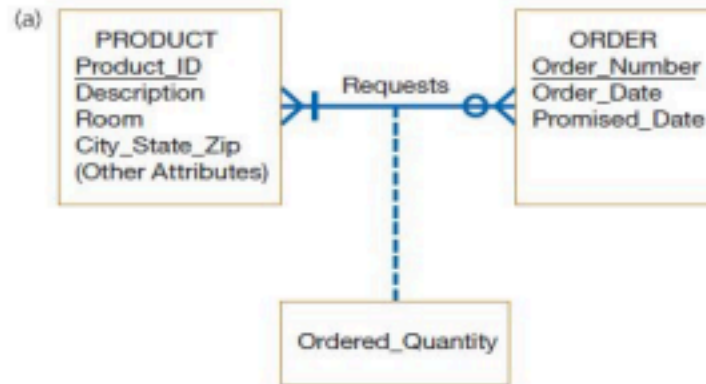 (a)
PRODUCT
Product_ID
Description
Room
City_State_Zip
(Other Attributes)
Requests
ORDER
Order_Number
Order_Date
Promised_Date
Ordered_Quantity